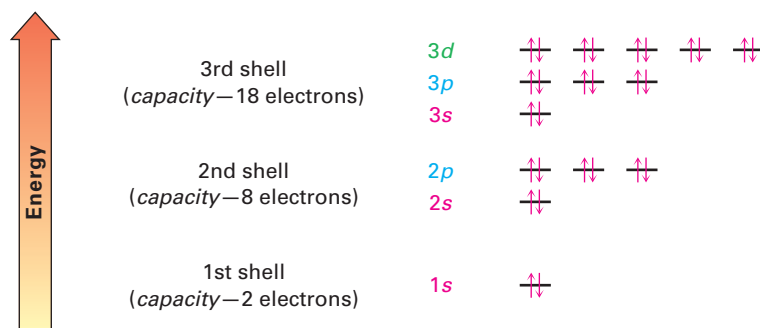 Energy
3rd shell
(capacity—18 electrons)
3d
3p
3s
2nd shell
(capacity—8 electrons)
2p
2s
1st shell
(capacity—2 electrons)
1s